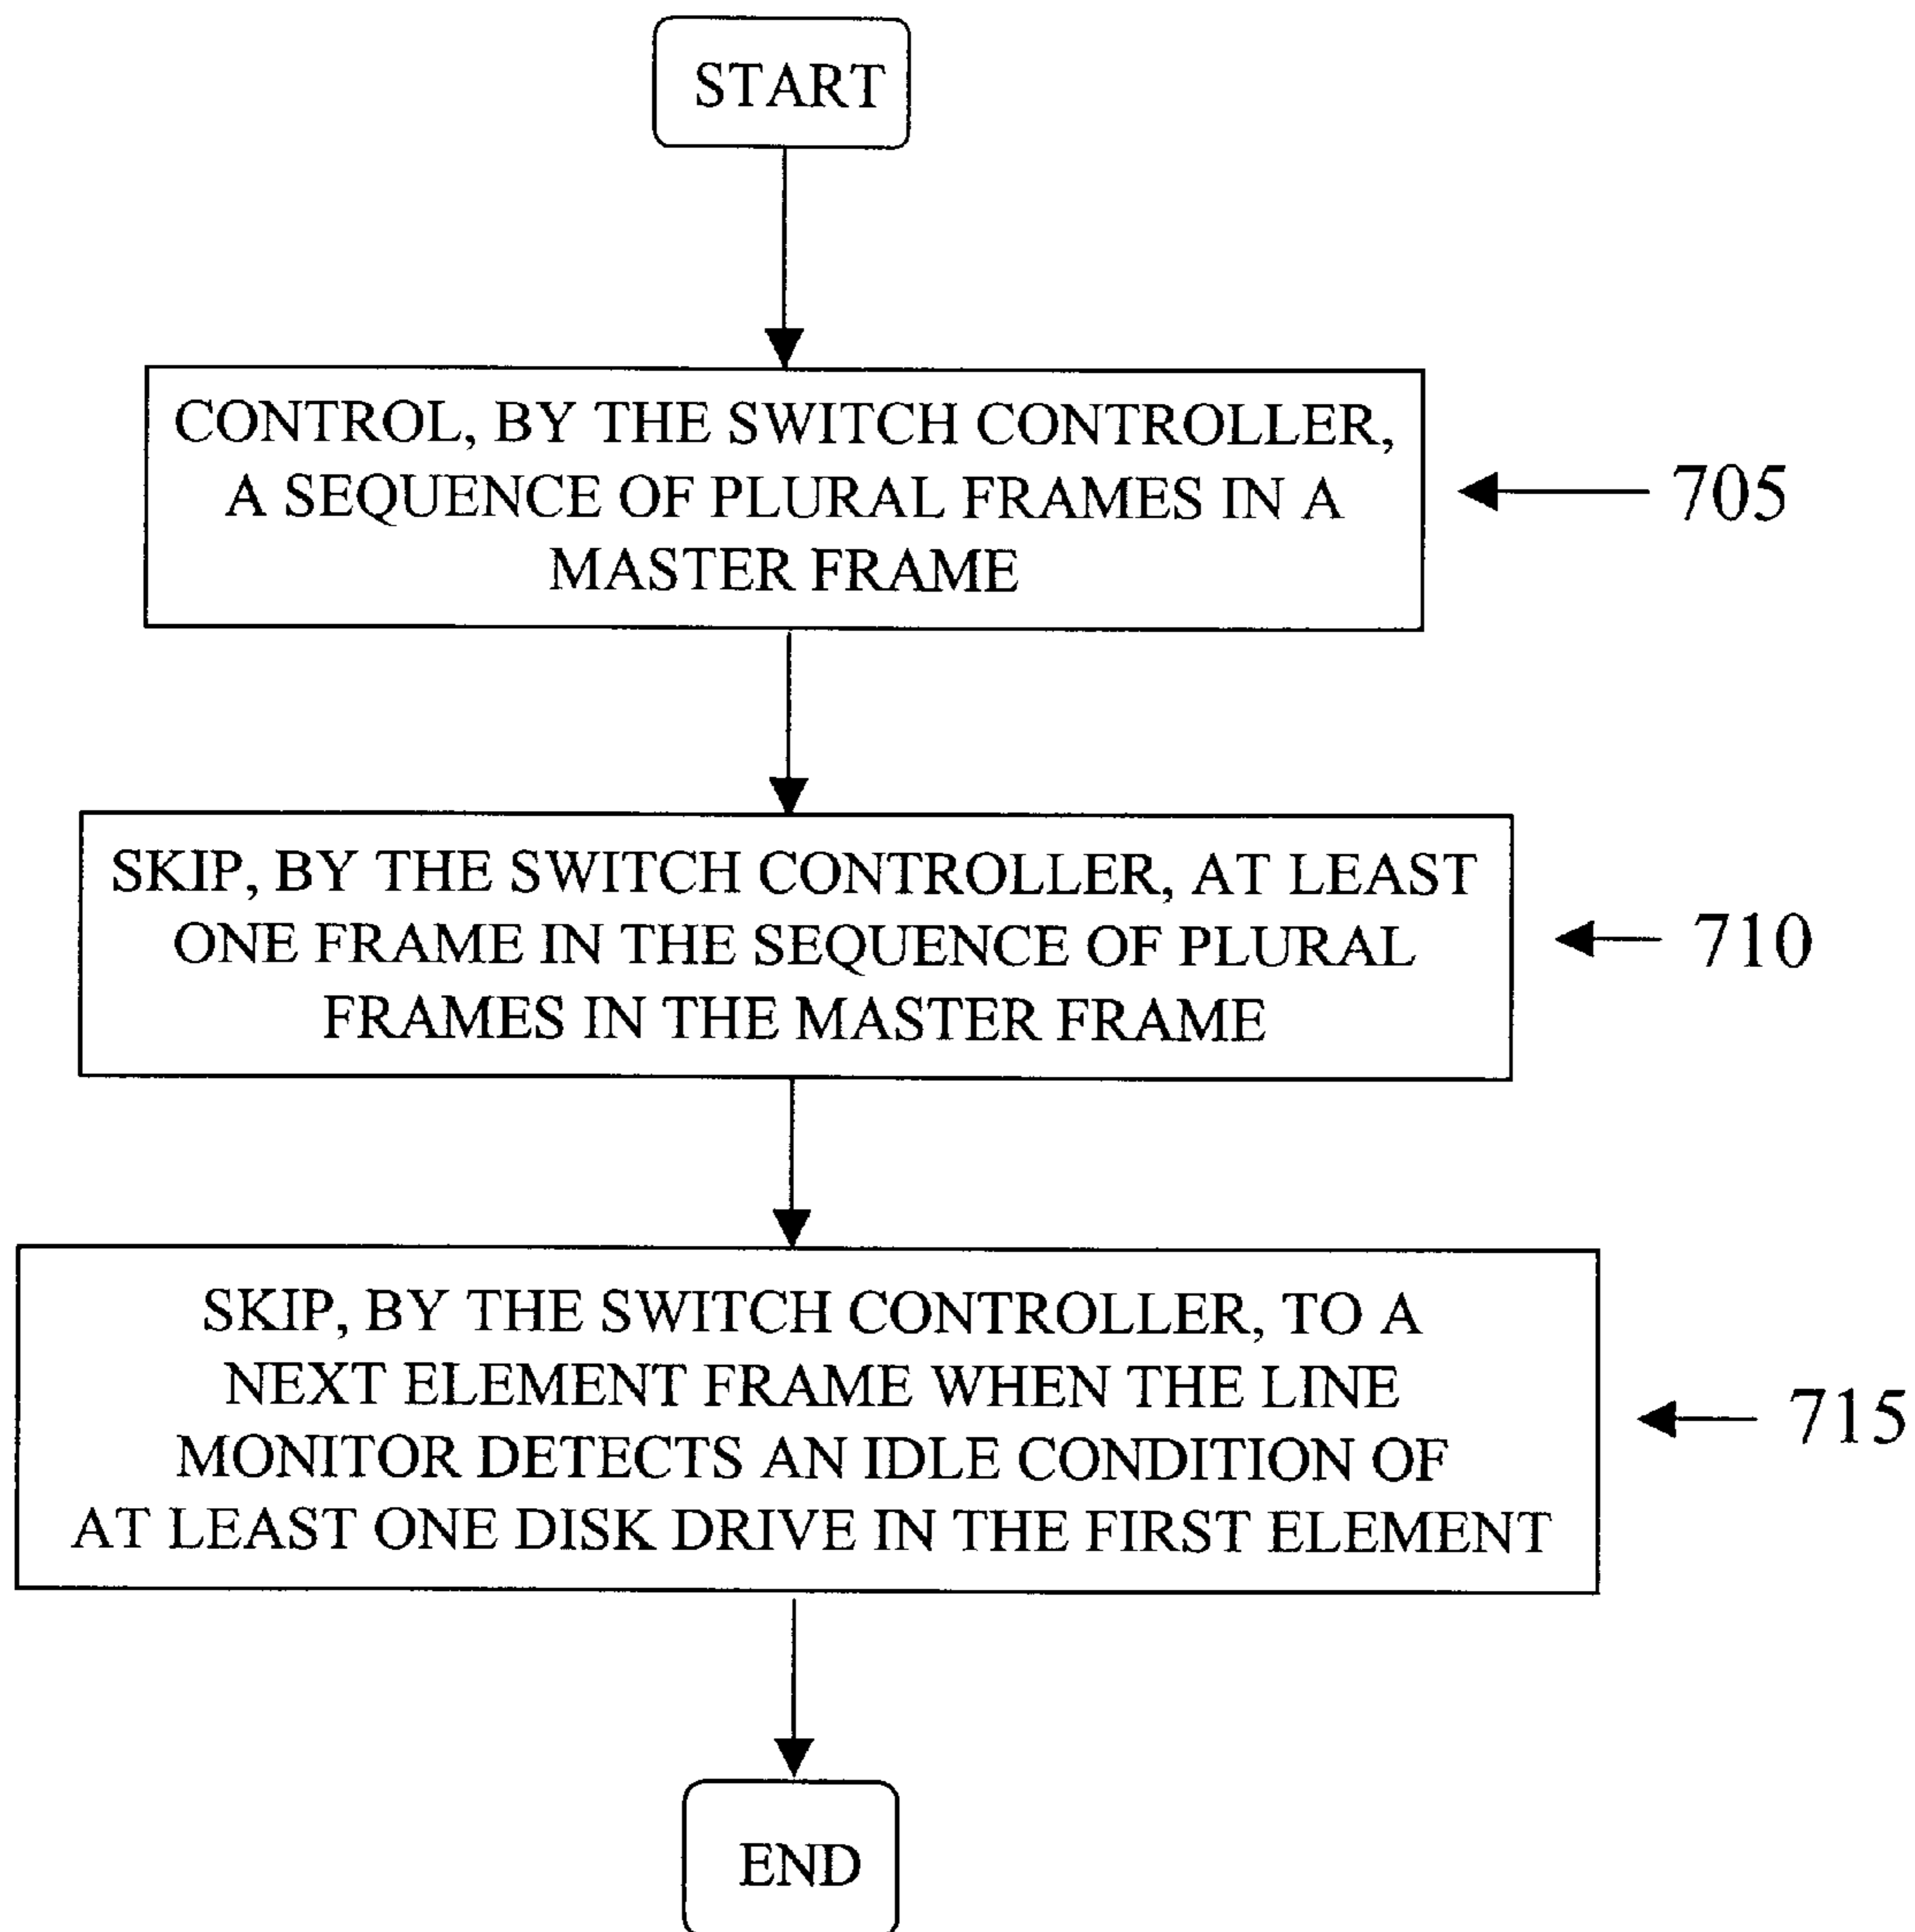 START
CONTROL, BY THE SWITCH CONTROLLER,
A SEQUENCE OF PLURAL FRAMES IN A
MASTER FRAME
705
SKIP, BY THE SWITCH CONTROLLER, AT LEAST
ONE FRAME IN THE SEQUENCE OF PLURAL
FRAMES IN THE MASTER FRAME
710
SKIP, BY THE SWITCH CONTROLLER, TO A
NEXT ELEMENT FRAME WHEN THE LINE
MONITOR DETECTS AN IDLE CONDITION OF
AT LEAST ONE DISK DRIVE IN THE FIRST ELEMENT
715
END